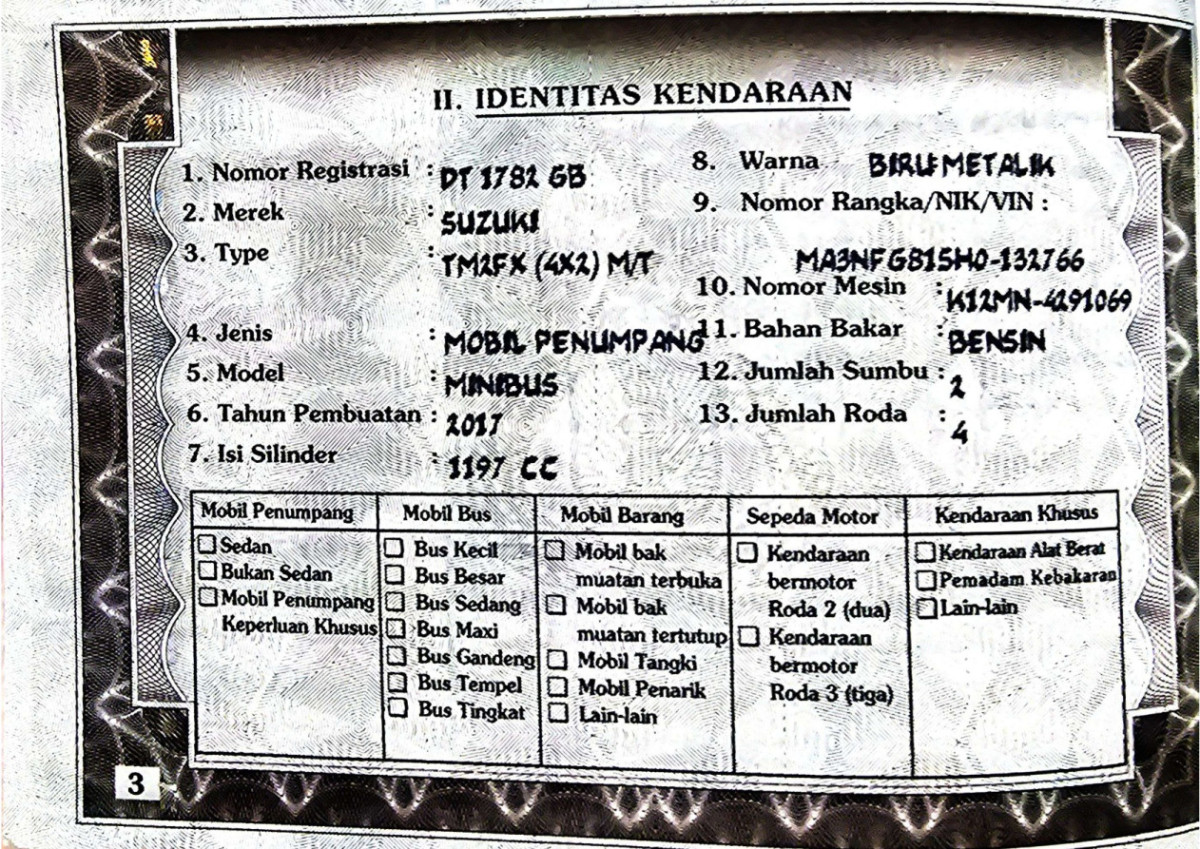 II. IDENTITAS KENDARAAN
1. Nomor Registrasi : DT 1782 GB
2. Merek : SUZUKI
3. Type : TM2FX (4X2) M/T
4. Jenis : MOBIL PENUMPANG
5. Model : MINIBUS
6. Tahun Pembuatan : 2017
7. Isi Silinder : 1197 CC
8. Warna BIRU METALIK
9. Nomor Rangka/NIK/VIN :
MA3NFG81SH0-132766
10. Nomor Mesin : K12MN-4291069
11. Bahan Bakar : BENSIN
12. Jumlah Sumbu : 2
13. Jumlah Roda : 4
Mobil Penumpang
Sedan
Bukan Sedan
Mobil Penumpang
Keperluan Khusus
Mobil Bus
Bus Kecil
Bus Besar
Bus Sedang
Bus Maxi
Bus Gandeng
Bus Tempel
Bus Tingkat
Mobil Barang
Mobil bak
muatan terbuka
Mobil bak
muatan tertutup
Mobil Tangki
Mobil Penarik
Lain-lain
Sepeda Motor
Kendaraan
bermotor
Roda 2 (dua)
Kendaraan
bermotor
Roda 3 (tiga)
Kendaraan Khusus
Kendaraan Alat Berat
Pemadam Kebakaran
Lain-lain
3